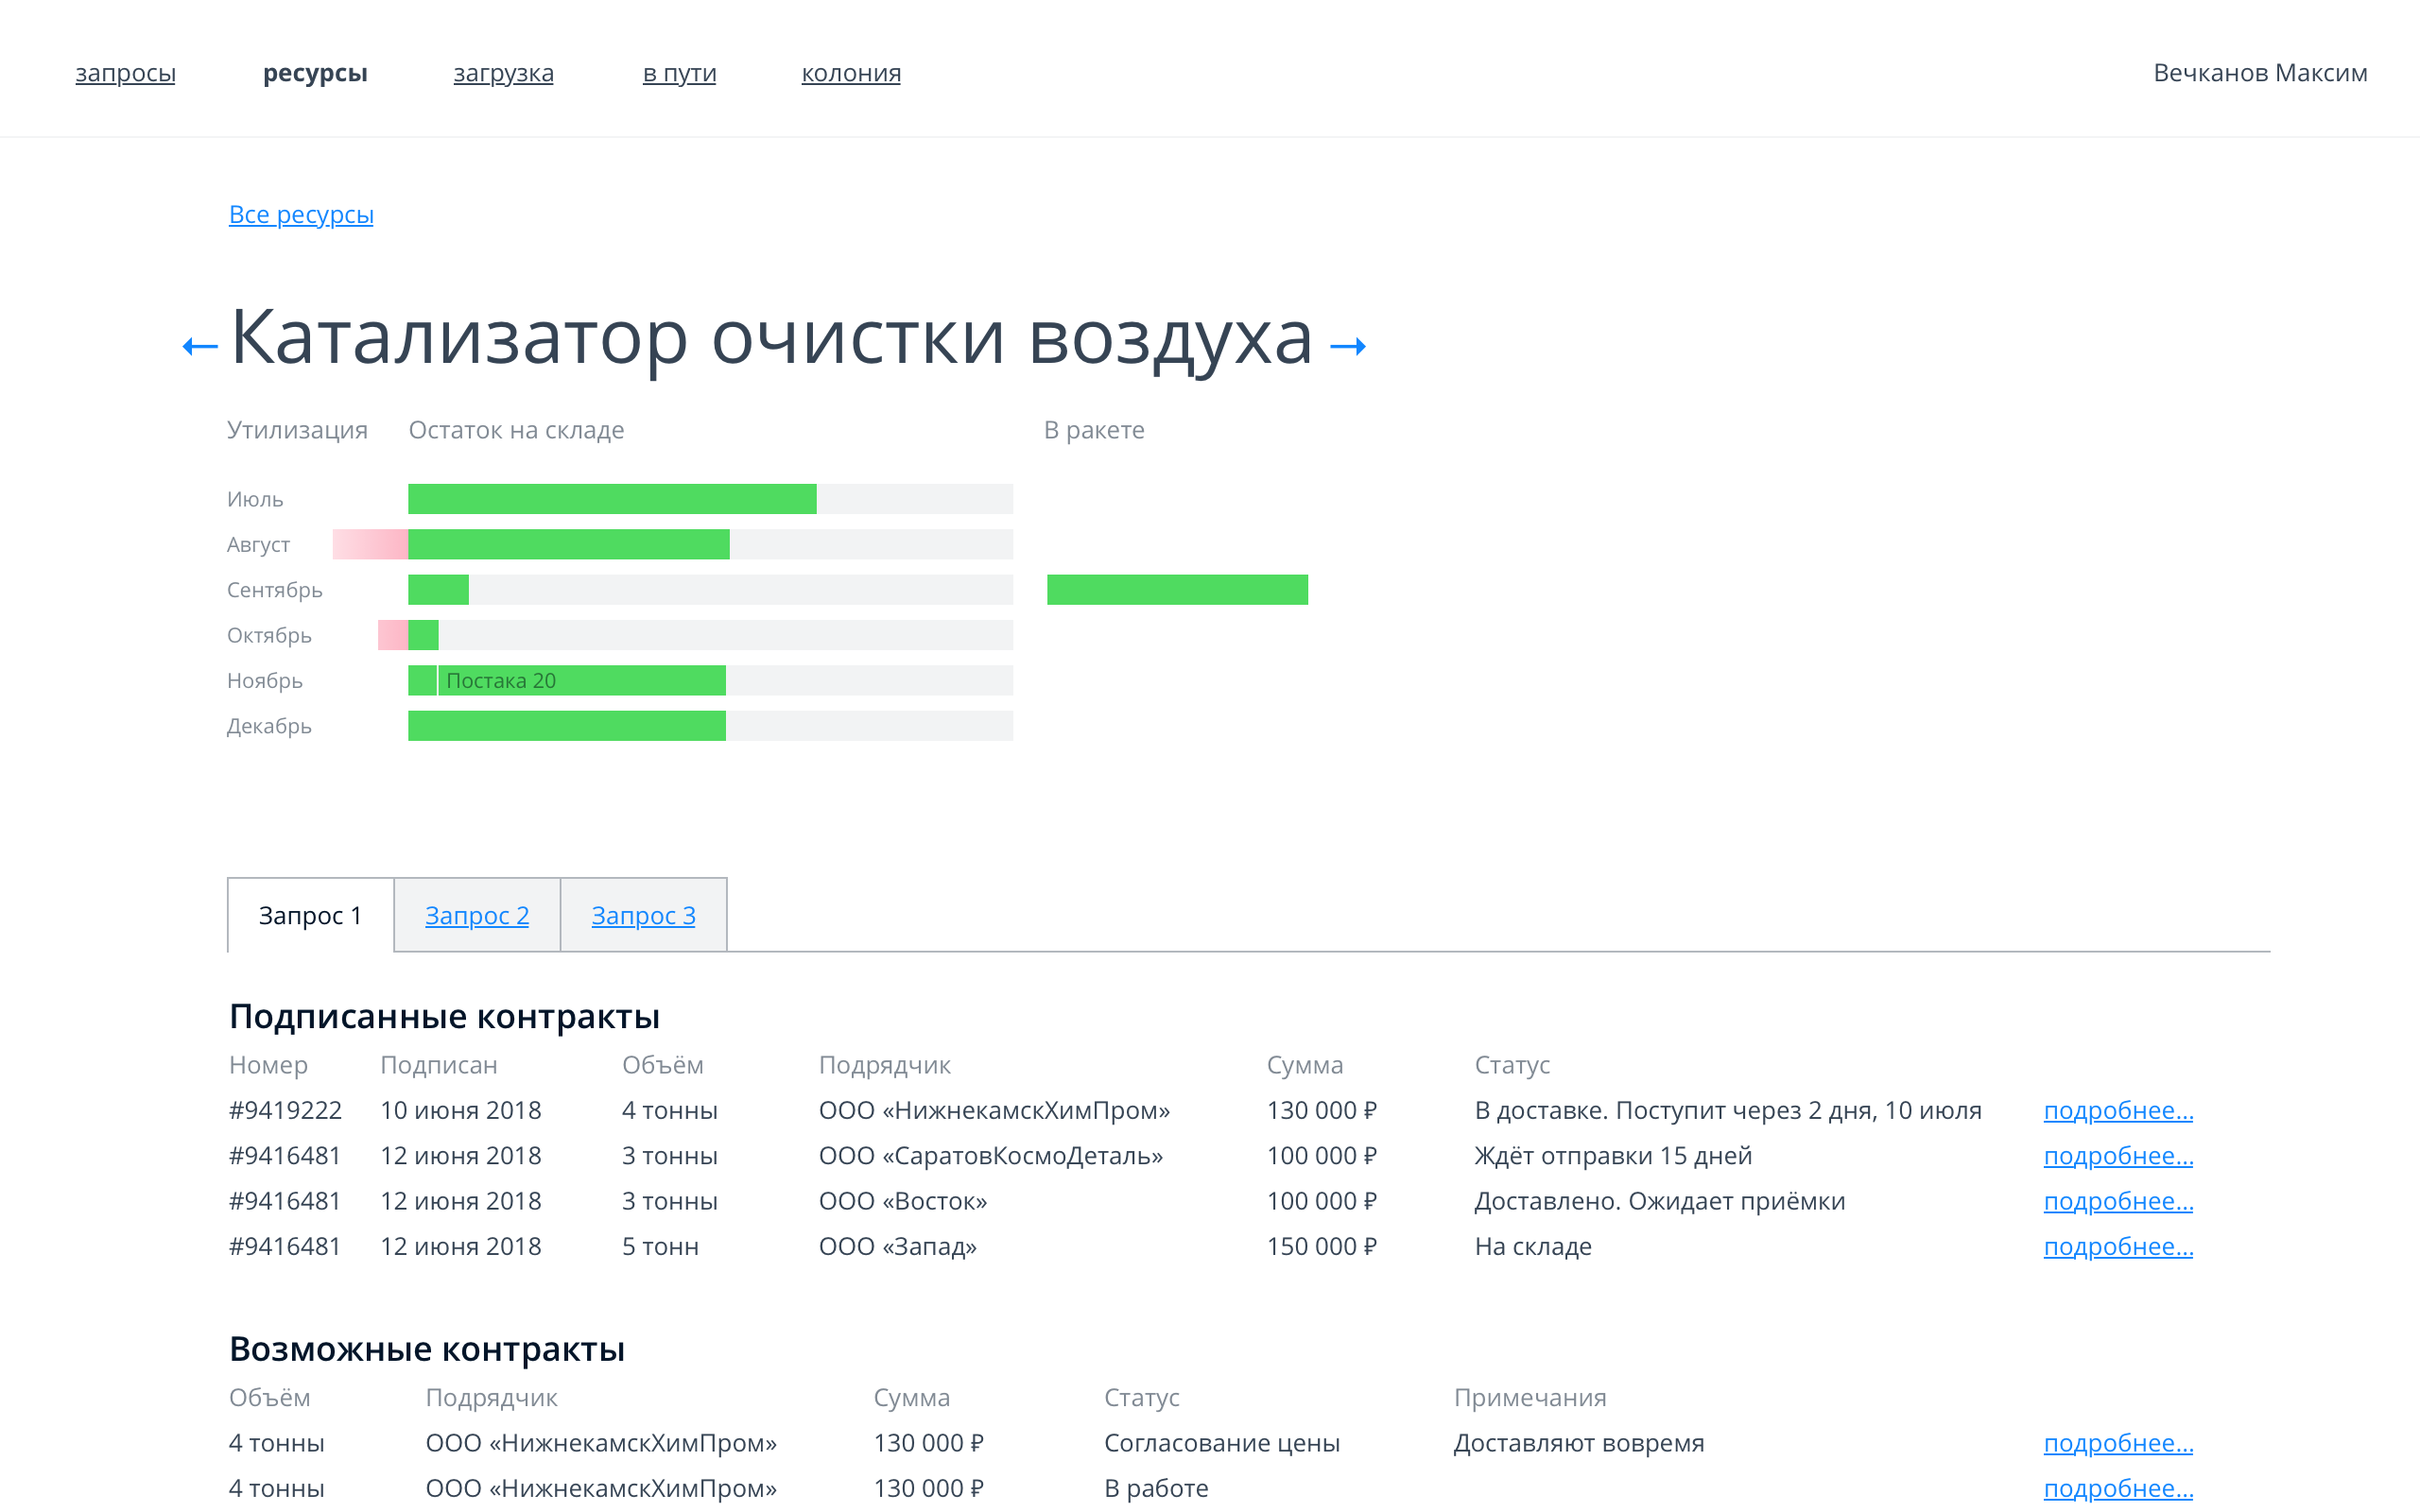 запросы ресурсы загрузка в пути колония Вечканов Максим
Все ресурсы
Катализатор очистки воздуха
Утилизация Остаток на складе В ракете
Июль
Август
Сентябрь
Октябрь
Ноябрь Постака 20
Декабрь
Запрос 1 Запрос 2 Запрос 3
Подписанные контракты
Номер Подписан Объём Подрядчик Сумма Статус
#9419222 10 июня 2018 4 тонны ООО «НижнекамскХимПром» 130 000 ₽ В доставке. Поступит через 2 дня, 10 июля подробнее...
#9416481 12 июня 2018 3 тонны ООО «СаратовКосмоДеталь» 100 000 ₽ Ждёт отправки 15 дней подробнее...
#9416481 12 июня 2018 3 тонны ООО «Восток» 100 000 ₽ Доставлено. Ожидает приёмки подробнее...
#9416481 12 июня 2018 5 тонн ООО «Запад» 150 000 ₽ На складе подробнее...
Возможные контракты
Объём Подрядчик Сумма Статус Примечания
4 тонны ООО «НижнекамскХимПром» 130 000 ₽ Согласование цены Доставляют вовремя подробнее...
4 тонны ООО «НижнекамскХимПром» 130 000 ₽ В работе подробнее...